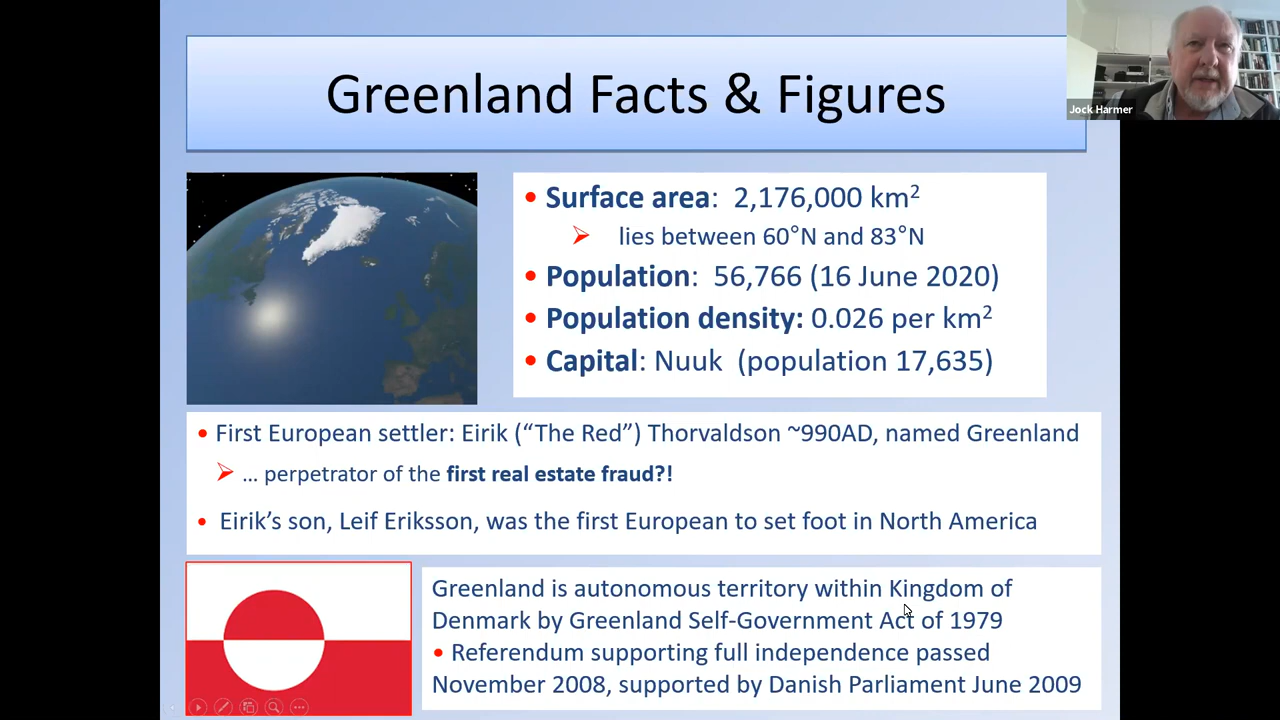 Greenland Facts & Figures
Jock Harmer
• Surface area: 2,176,000 km²
➢ lies between 60°N and 83°N
• Population: 56,766 (16 June 2020)
• Population density: 0.026 per km²
• Capital: Nuuk (population 17,635)
• First European settler: Eirik (“The Red”) Thorvaldson ~990AD, named Greenland
➢ … perpetrator of the first real estate fraud?!
• Eirik’s son, Leif Eriksson, was the first European to set foot in North America
Greenland is autonomous territory within Kingdom of
Denmark by Greenland Self-Government Act of 1979
• Referendum supporting full independence passed
November 2008, supported by Danish Parliament June 2009